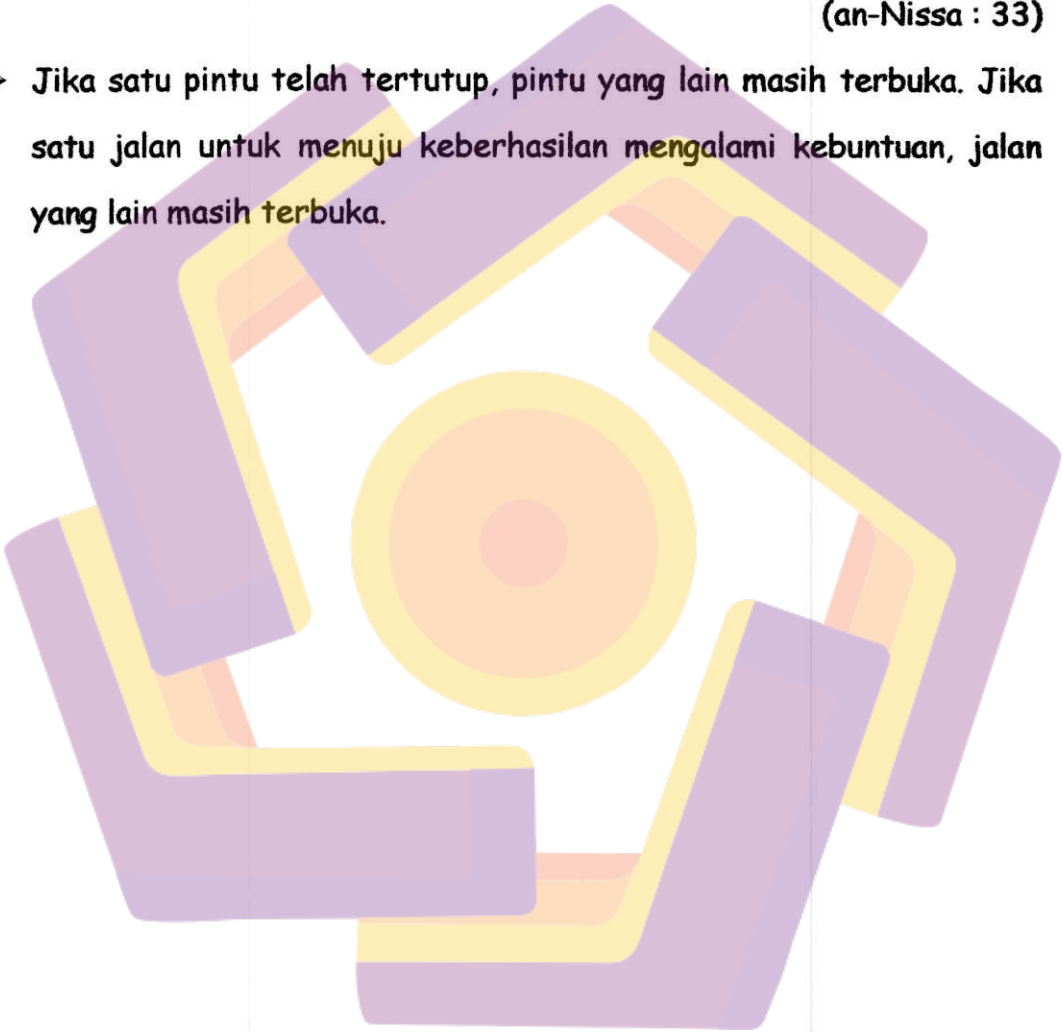 (an-Nissa : 33)
Jika satu pintu telah tertutup, pintu yang lain masih terbuka. Jika
satu jalan untuk menuju keberhasilan mengalami kebuntuan, jalan
yang lain masih terbuka.